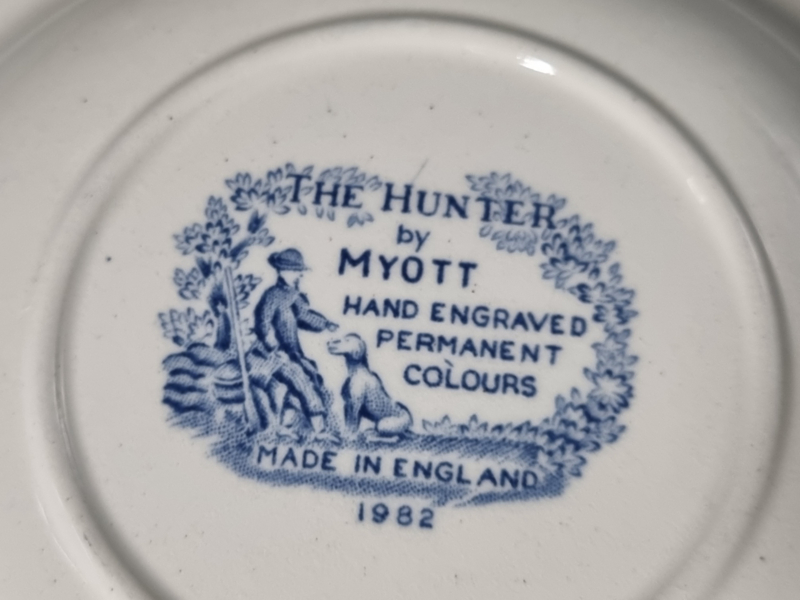 THE HUNTER
by
MYOTT
HAND ENGRAVED
PERMANENT
COLOURS
MADE IN ENGLAND
1982